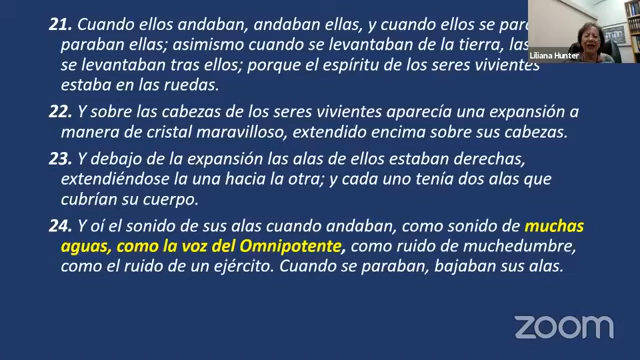 21. Cuando ellos andaban, andaban ellas, y cuando ellos se
paraban ellas; asimismo cuando se levantaban de la tierra, las
se levantaban tras ellos; porque el espíritu de los seres vivientes
estaba en las ruedas.
22. Y sobre las cabezas de los seres vivientes aparecía una expansión a
manera de cristal maravilloso, extendido encima sobre sus cabezas.
23. Y debajo de la expansión las alas de ellos estaban derechas,
extendiéndose la una hacia la otra; y cada uno tenía dos alas que
cubrían su cuerpo.
24. Y oí el sonido de sus alas cuando andaban, como sonido de muchas
aguas, como la voz del Omnipotente, como ruido de muchedumbre,
como el ruido de un ejército. Cuando se paraban, bajaban sus alas.
Liliana Hunter
zoom